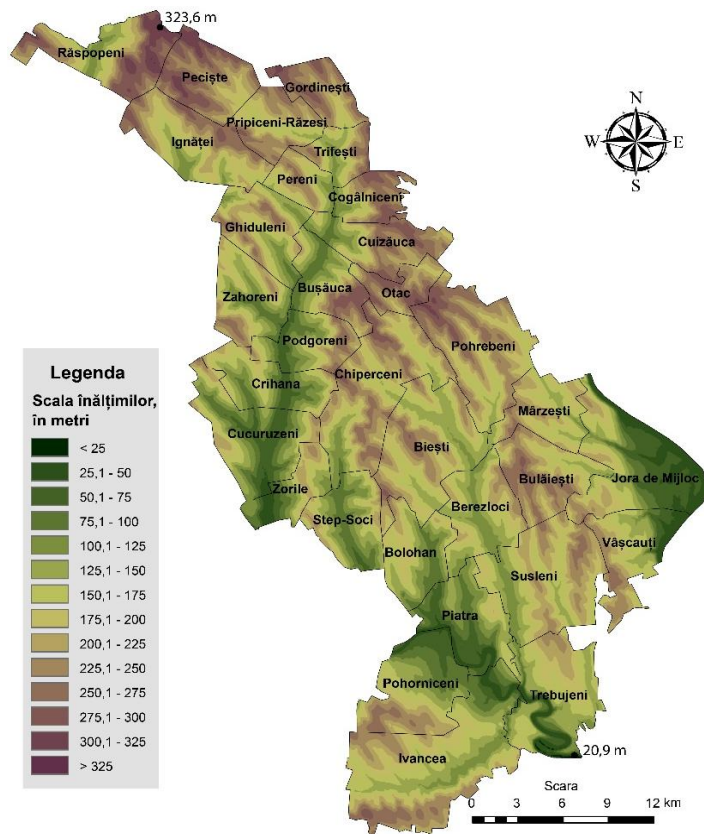 323,6 m
Răspopeni
Peciște
Gordinești
Pripiceni-Răzeși
Ignăței
Trifești
Pereni
Cogâlniceni
Ghiduleni
Cuizăuca
Bușăuca
Otac
Zahoreni
Podgoreni
Pohrebeni
Chiperceni
Crihana
Mârzești
Cucuruzeni
Biești
Bulăiești
Jora de Mijloc
Zorile
Berezloci
Step-Soci
Vâșcauți
Bolohan
Susleni
Piatra
Pohorniceni
Trebujeni
Ivancea
20,9 m
N
W E
S
Legenda
Scala înălțimilor,
în metri
< 25
25,1 - 50
50,1 - 75
75,1 - 100
100,1 - 125
125,1 - 150
150,1 - 175
175,1 - 200
200,1 - 225
225,1 - 250
250,1 - 275
275,1 - 300
300,1 - 325
> 325
Scara
0 3 6 9 12 km